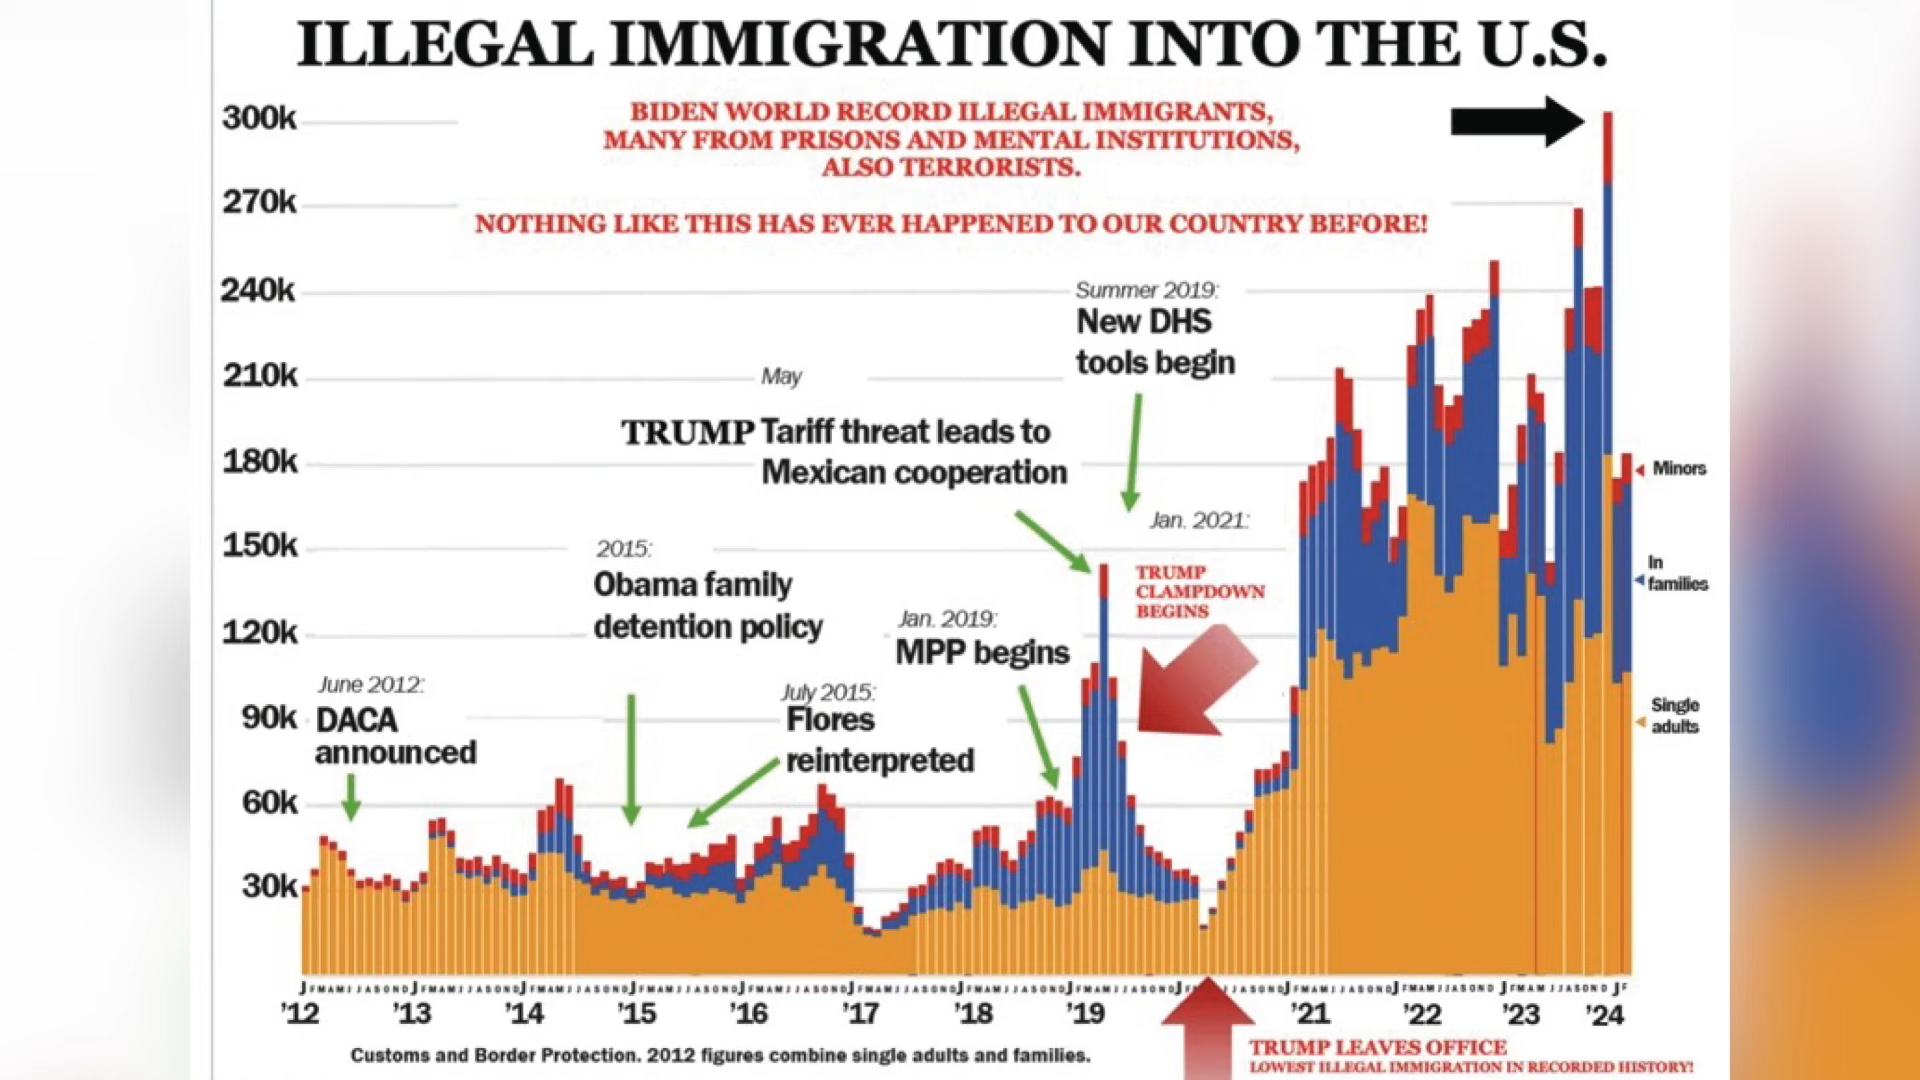 ILLEGAL IMMIGRATION INTO THE U.S.
BIDEN WORLD RECORD ILLEGAL IMMIGRANTS,
MANY FROM PRISONS AND MENTAL INSTITUTIONS,
ALSO TERRORISTS.
NOTHING LIKE THIS HAS EVER HAPPENED TO OUR COUNTRY BEFORE!
300k
270k
240k
210k
180k
150k
120k
90k
60k
30k
June 2012:
DACA
announced
2015:
Obama family
detention policy
July 2015:
Flores
reinterpreted
Jan. 2019:
MPP begins
May
TRUMP Tariff threat leads to
Mexican cooperation
Summer 2019:
New DHS
tools begin
Jan. 2021:
TRUMP
CLAMPDOWN
BEGINS
Minors
In
families
Single
adults
'12 '13 '14 '15 '16 '17 '18 '19 '21 '22 '23 '24
Customs and Border Protection. 2012 figures combine single adults and families.
TRUMP LEAVES OFFICE
LOWEST ILLEGAL IMMIGRATION IN RECORDED HISTORY!